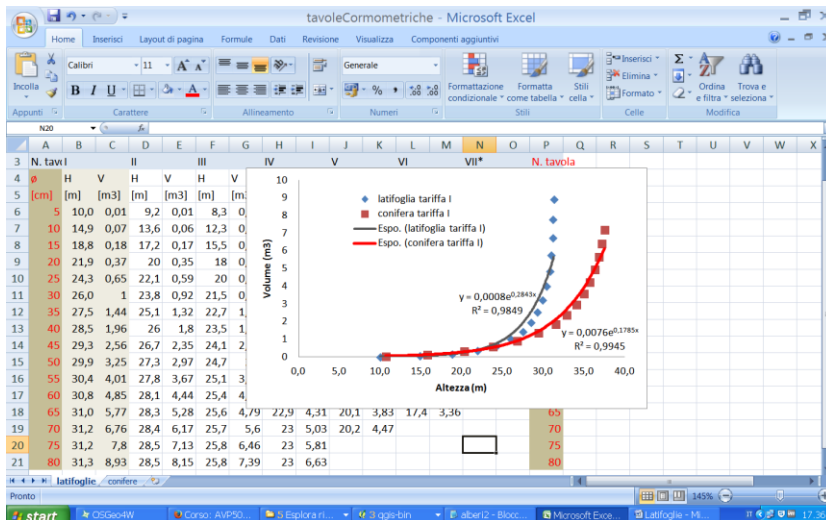 tavoleCormometriche - Microsoft Excel
Home Inserisci Layout di pagina Formule Dati Revisione Visualizza Componenti aggiuntivi
Incolla
Calibri 11 A A
G C S
Generale
Formattazione condizionale Formatta come tabella Stili cella
Inserisci
Elimina
Formato
Ordina e filtra Trova e seleziona
Appunti Carattere Allineamento Numeri Stili Celle Modifica
N20 fx
A B C D E F G H I J K L M N O P Q R S T U V W X
3 N. tav I II III IV V VI VII* N. tavola
4 ø H V H V H V
5 [cm] [m] [m3] [m] [m3] [m] [m
6 5 10,0 0,01 9,2 0,01 8,3 0,
7 10 14,9 0,07 13,6 0,06 12,3 0,
8 15 18,8 0,18 17,2 0,17 15,5 0,
9 20 21,9 0,37 20 0,35 18 0,
10 25 24,3 0,65 22,1 0,59 20 0,
11 30 26,0 1 23,8 0,92 21,5 0,
12 35 27,5 1,44 25,1 1,32 22,7 1,
13 40 28,5 1,96 26 1,8 23,5 1,
14 45 29,3 2,56 26,7 2,35 24,1 2,
15 50 29,9 3,25 27,3 2,97 24,7
16 55 30,4 4,01 27,8 3,67 25,1 3,
17 60 30,8 4,85 28,1 4,44 25,4 4,
18 65 31,0 5,77 28,3 5,28 25,6 4,79 22,9 4,31 20,1 3,83 17,4 3,36 65
19 70 31,2 6,76 28,4 6,17 25,7 5,6 23 5,03 20,2 4,47 70
20 75 31,2 7,8 28,5 7,13 25,8 6,46 23 5,81 75
21 80 31,3 8,93 28,5 8,15 25,8 7,39 23 6,63 80
Volume (m3)
10
9
8
7
6
5
4
3
2
1
0
latifoglia tariffa I
conifera tariffa I
Espo. (latifoglia tariffa I)
Espo. (conifera tariffa I)
y = 0,0008e^0,2843x
R² = 0,9849
y = 0,0076e^0,1785x
R² = 0,9945
0,0 5,0 10,0 15,0 20,0 25,0 30,0 35,0 40,0
Altezza (m)
latifoglie conifere
Pronto 145%
start OSGeo4W Corso: AVP50... 5 Esplora ri... 3 qgis-bin alberi2 - Blocc... Microsoft Exce... Latifoglie - Mi... IT 17.36